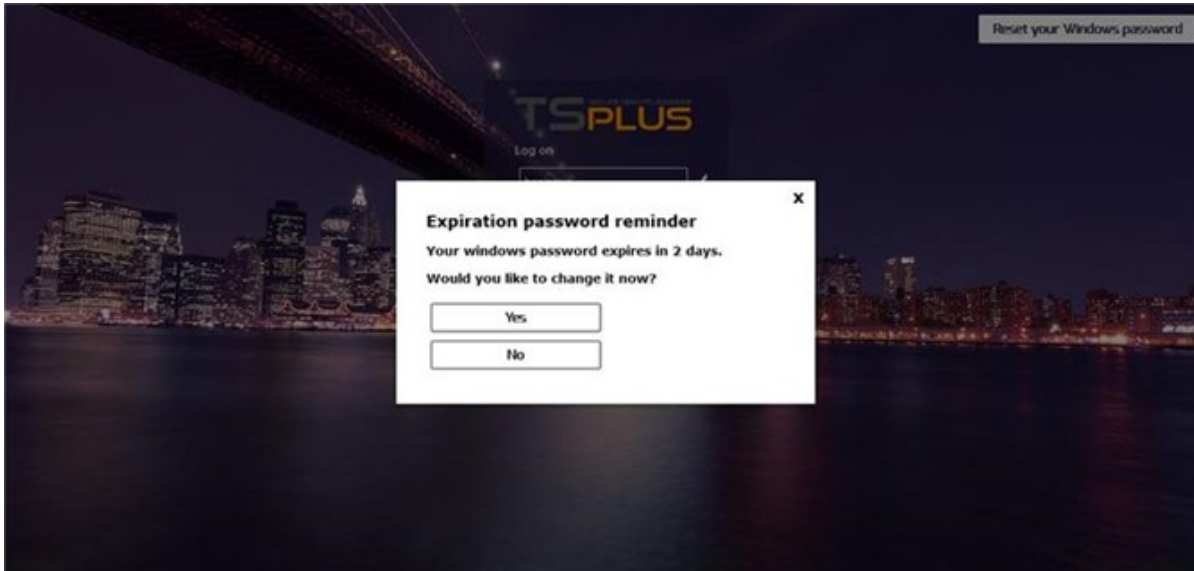 Reset your Windows password
TSPLUS
Log on
x
Expiration password reminder
Your windows password expires in 2 days.
Would you like to change it now?
Yes
No